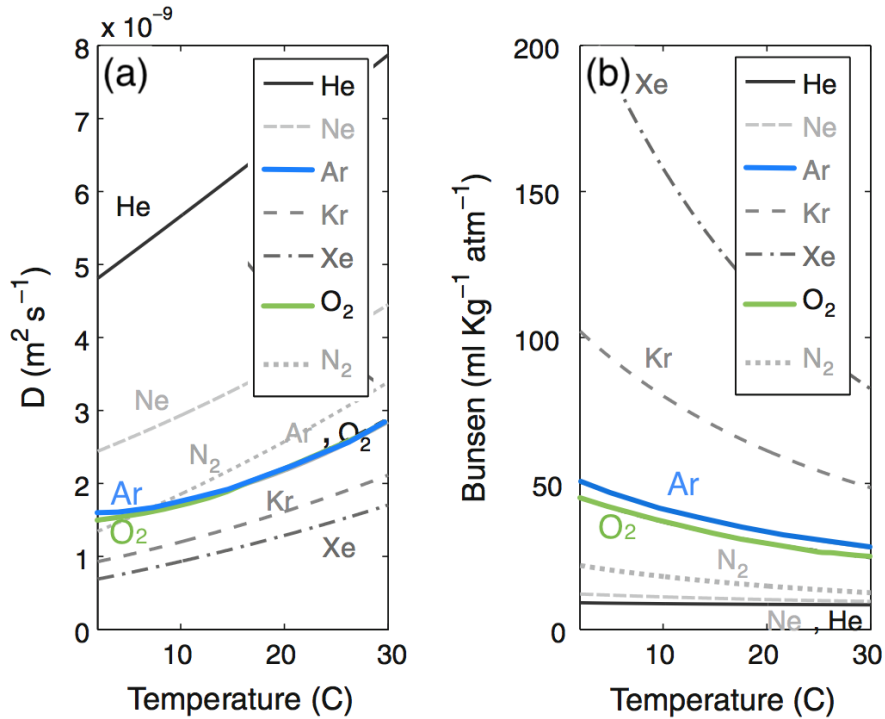 x 10⁻⁹
(a)
8
7
6
5
4
3
2
1
0
D (m² s⁻¹)
He
Ne
Ar
Kr
Xe
O₂
N₂
He
Ne
N₂
Ar , O₂
Ar
O₂
Kr
Xe
10
20
30
Temperature (C)
(b)
200
150
100
50
0
Bunsen (ml Kg⁻¹ atm⁻¹)
He
Ne
Ar
Kr
Xe
O₂
N₂
Xe
Kr
Ar
O₂
N₂
Ne , He
10
20
30
Temperature (C)